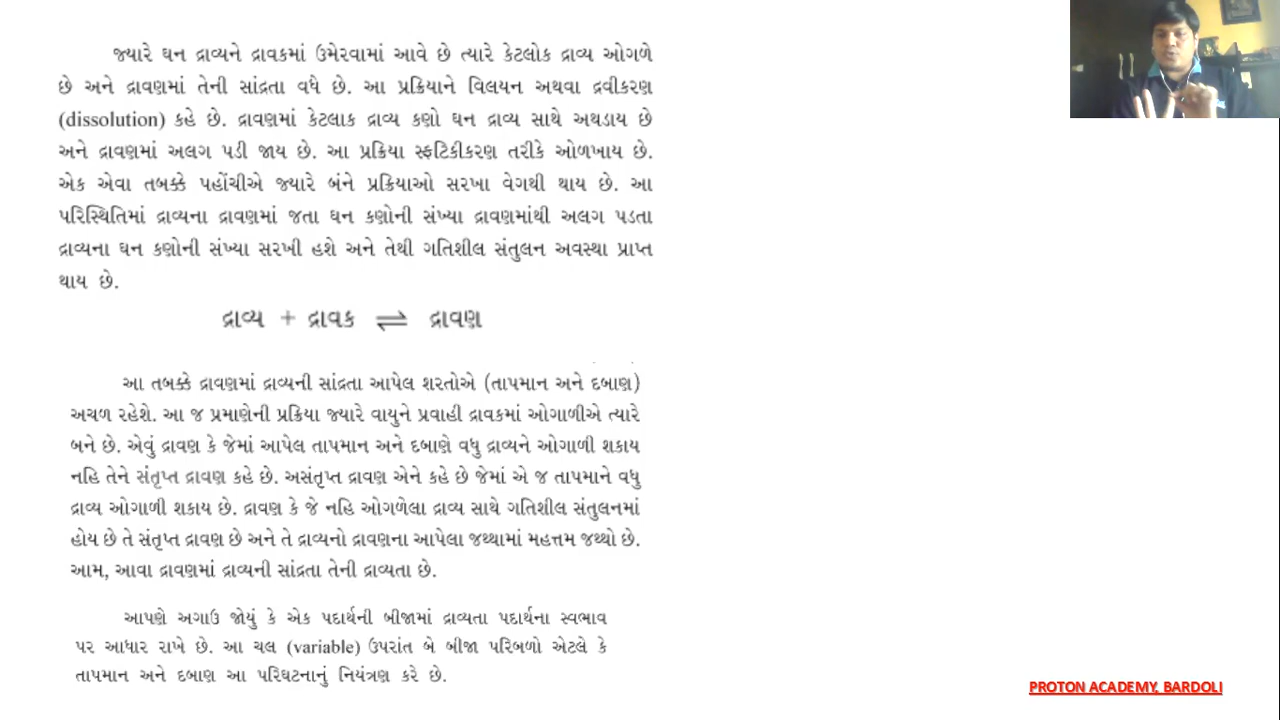 જ્યારે ઘન દ્રાવ્યને દ્રાવકમાં ઉમેરવામાં આવે છે ત્યારે કેટલોક દ્રાવ્ય ઓગળે
છે અને દ્રાવણમાં તેની સાંદ્રતા વધે છે. આ પ્રક્રિયાને વિલયન અથવા દ્રવીકરણ
(dissolution) કહે છે. દ્રાવણમાં કેટલાક દ્રાવ્ય કણો ઘન દ્રાવ્ય સાથે અથડાય છે
અને દ્રાવણમાં અલગ પડી જાય છે. આ પ્રક્રિયા સ્ફટિકીકરણ તરીકે ઓળખાય છે.
એક એવા તબક્કે પહોંચીએ જ્યારે બંને પ્રક્રિયાઓ સરખા વેગથી થાય છે. આ
પરિસ્થિતિમાં દ્રાવ્યના દ્રાવણમાં જતા ઘન કણોની સંખ્યા દ્રાવણમાંથી અલગ પડતા
દ્રાવ્યના ઘન કણોની સંખ્યા સરખી હશે અને તેથી ગતિશીલ સંતુલન અવસ્થા પ્રાપ્ત
થાય છે.
દ્રાવ્ય + દ્રાવક ⇌ દ્રાવણ
આ તબક્કે દ્રાવણમાં દ્રાવ્યની સાંદ્રતા આપેલ શરતોએ (તાપમાન અને દબાણ)
અચળ રહેશે. આ જ પ્રમાણેની પ્રક્રિયા જ્યારે વાયુને પ્રવાહી દ્રાવકમાં ઓગાળીએ ત્યારે
બને છે. એવું દ્રાવણ કે જેમાં આપેલ તાપમાન અને દબાણે વધુ દ્રાવ્યને ઓગાળી શકાય
નહિ તેને સંતૃપ્ત દ્રાવણ કહે છે. અસંતૃપ્ત દ્રાવણ એને કહે છે જેમાં એ જ તાપમાને વધુ
દ્રાવ્ય ઓગાળી શકાય છે. દ્રાવણ કે જે નહિ ઓગળેલા દ્રાવ્ય સાથે ગતિશીલ સંતુલનમાં
હોય છે તે સંતૃપ્ત દ્રાવણ છે અને તે દ્રાવ્યનો દ્રાવણના આપેલા જથ્થામાં મહત્તમ જથ્થો છે.
આમ, આવા દ્રાવણમાં દ્રાવ્યની સાંદ્રતા તેની દ્રાવ્યતા છે.
આપણે અગાઉ જોયું કે એક પદાર્થની બીજામાં દ્રાવ્યતા પદાર્થના સ્વભાવ
પર આધાર રાખે છે. આ ચલ (variable) ઉપરાંત બે બીજા પરિબળો એટલે કે
તાપમાન અને દબાણ આ પરિઘટનાનું નિયંત્રણ કરે છે.
PROTON ACADEMY, BARDOLI